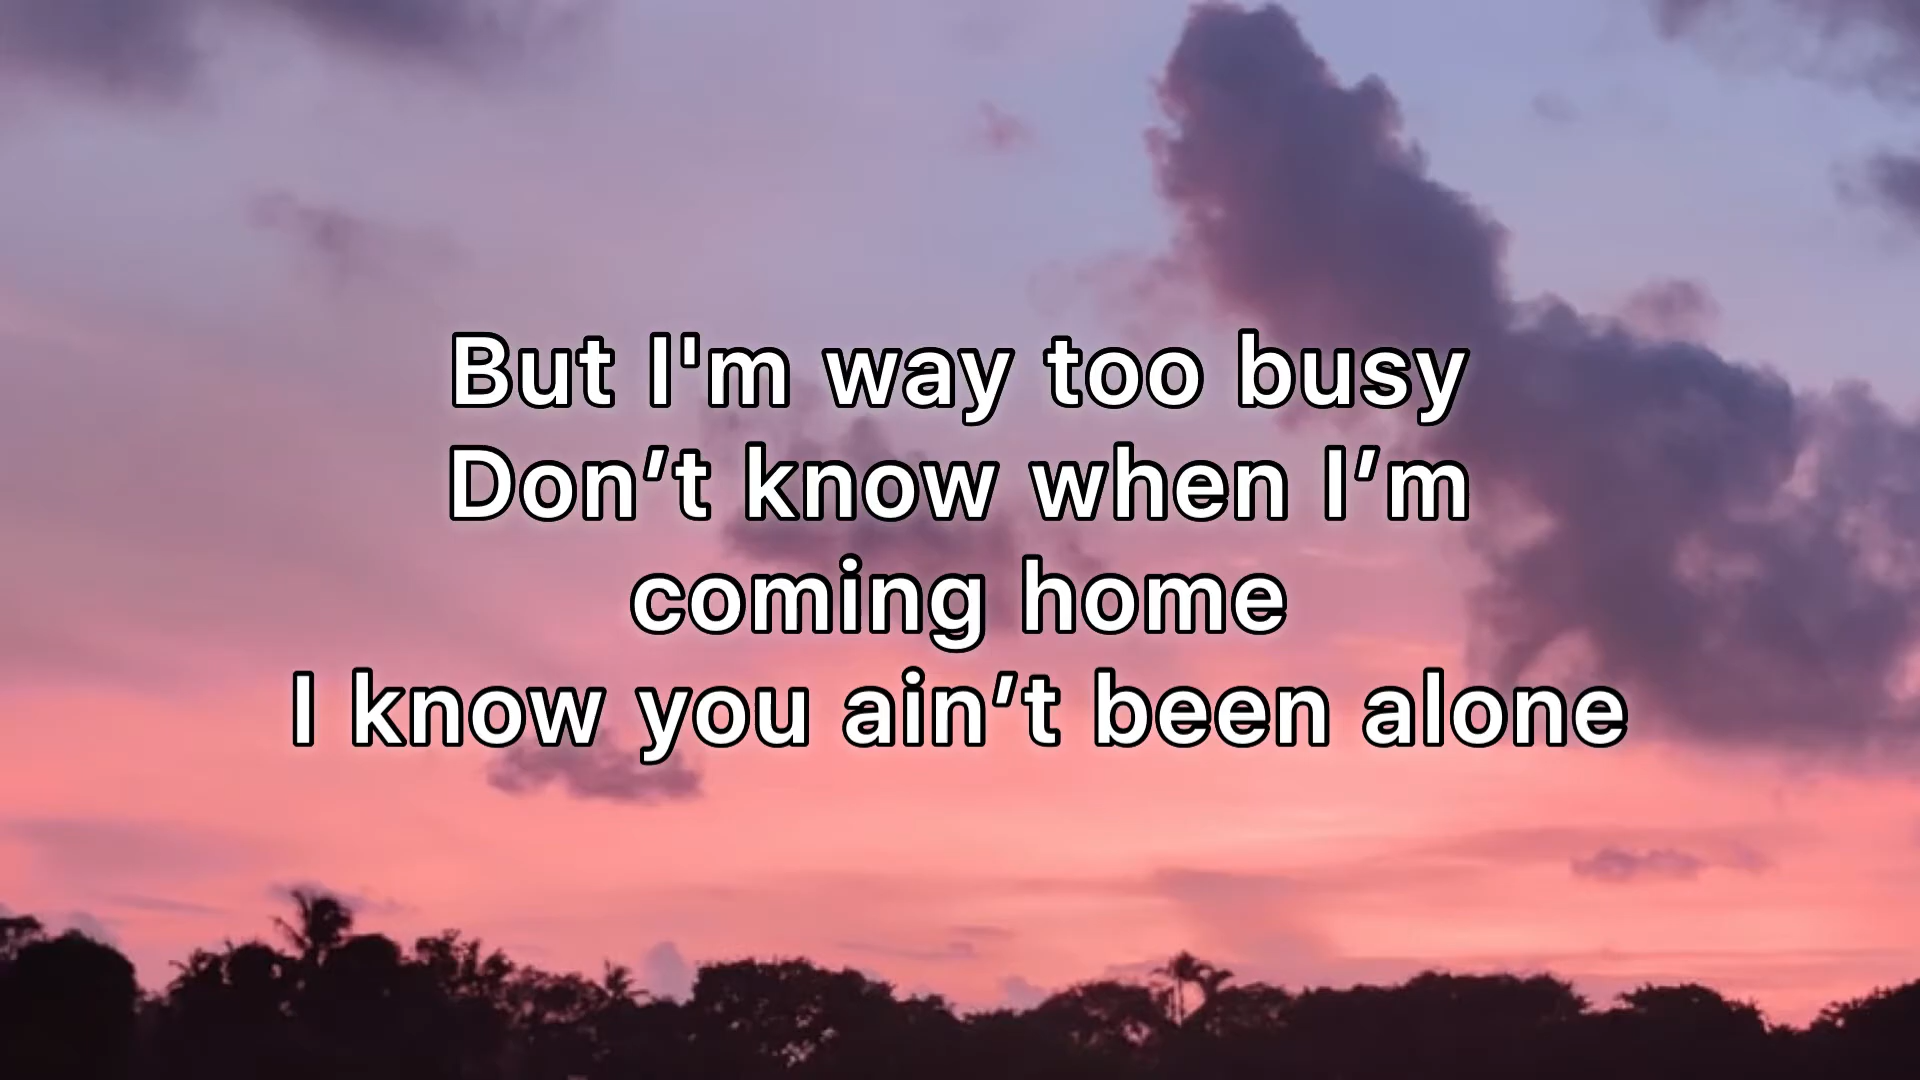 But I'm way too busy
Don’t know when I’m
coming home
I know you ain’t been alone